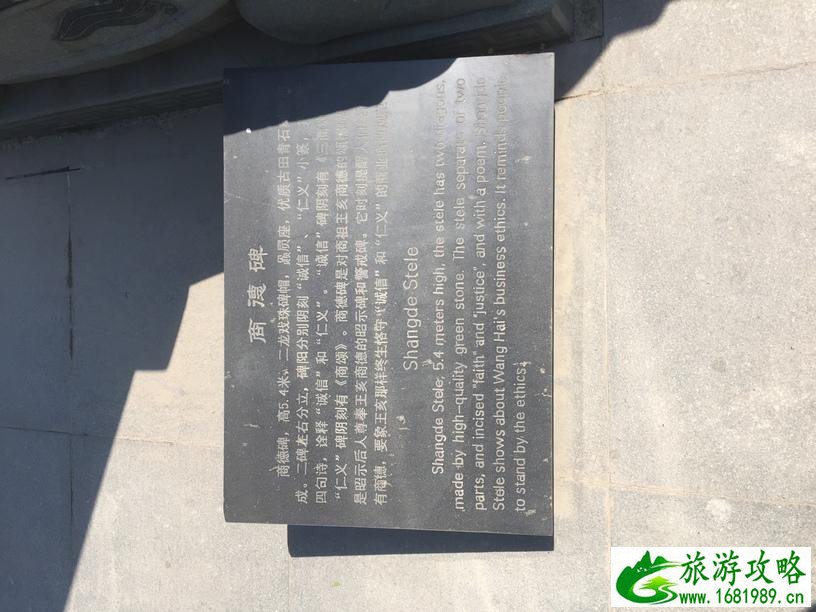 商德碑
商德碑，高5.4米，二龙戏珠碑帽，赑屃座，优质古田青石
成。二碑左右分立，碑阳分别阴刻“诚信”、“仁义”小篆，
四句诗，诠释“诚信”和“仁义”。“诚信”碑阴刻有《
“仁义”碑阴刻有《商颂》。商德碑是对商祖王亥商德的
是昭示后人尊奉王亥商德的昭示碑和警戒碑。它时刻提醒人
有商德，要象王亥那样终生恪守“诚信”和“仁义”的商业
Shangde Stele
Shangde Stele, 5.4 meters high, the stele has two dragons,
made by high-quality green stone. The stele separate or two
parts, and incised "faith" and "justice", and with a poem. Shangde
Stele shows about Wang Hai's business ethics. It reminds people
to stand by the ethics.
旅游攻略
www.1681989.cn